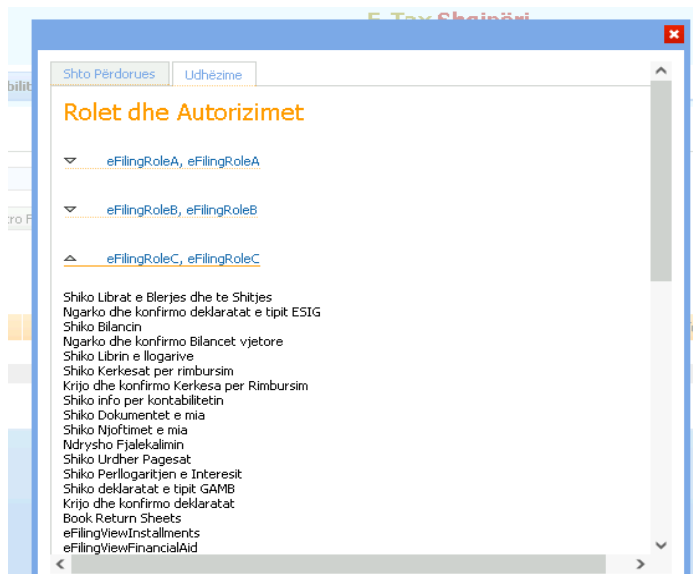 E-Tax Shqipëri
Shto Përdorues
Udhëzime
Rolet dhe Autorizimet
eFilingRoleA, eFilingRoleA
eFilingRoleB, eFilingRoleB
eFilingRoleC, eFilingRoleC
Shiko Librat e Blerjes dhe te Shitjes
Ngarko dhe konfirmo deklaratat e tipit ESIG
Shiko Bilancin
Ngarko dhe konfirmo Bilancet vjetore
Shiko Librin e llogarive
Shiko Kerkesat per rimbursim
Krijo dhe konfirmo Kerkesa per Rimbursim
Shiko info per kontabilitetin
Shiko Dokumentet e mia
Shiko Njoftimet e mia
Ndrysho Fjalekalimin
Shiko Urdher Pagesat
Shiko Perllogaritjen e Interesit
Shiko deklaratat e tipit GAMB
Krijo dhe konfirmo deklaratat
Book Return Sheets
eFilingViewInstallments
eFilingViewFinancialAid